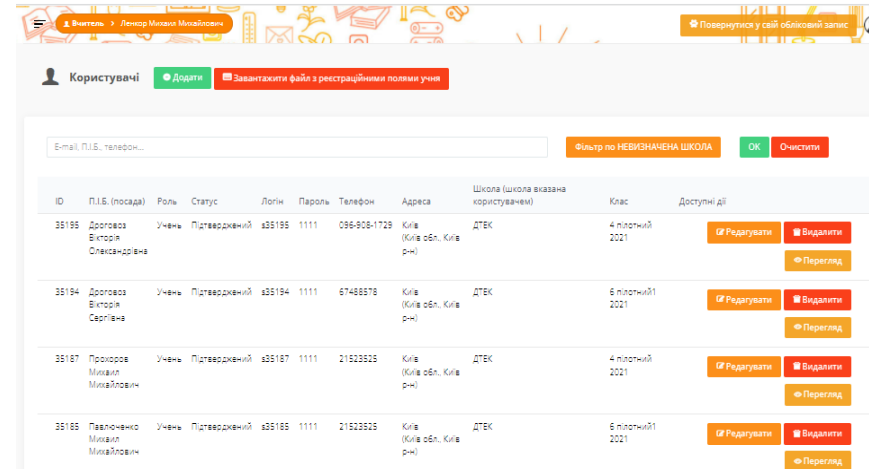 Вчитель > Ленкор Михаил Михайлович
Повернутися у свій обліковий запис
Користувачі
Додати
Завантажити файл з реєстраційними полями учня
E-mail, П.І.Б., телефон...
Фільтр по НЕВИЗНАЧЕНА ШКОЛА
ОК
Очистити
ID П.І.Б. (посада) Роль Статус Логін Пароль Телефон Адреса Школа (школа вказана користувачем) Клас Доступні дії
35195 Дроговоз Учень Підтверджений s35195 1111 096-908-1729 Київ ДТЕК 4 пілотний
Вікторія (Київ обл., Київ 2021
Олександрівна р-н)
Редагувати Видалити
Перегляд
35194 Дроговоз Учень Підтверджений s35194 1111 67488578 Київ ДТЕК 6 пілотний1
Вікторія (Київ обл., Київ 2021
Сергіївна р-н)
Редагувати Видалити
Перегляд
35187 Прохоров Учень Підтверджений s35187 1111 21523525 Київ ДТЕК 4 пілотний
Михаил (Київ обл., Київ 2021
Михайлович р-н)
Редагувати Видалити
Перегляд
35185 Павлюченко Учень Підтверджений s35185 1111 21523525 Київ ДТЕК 6 пілотний1
Михаил (Київ обл., Київ 2021
Михайлович р-н)
Редагувати Видалити
Перегляд